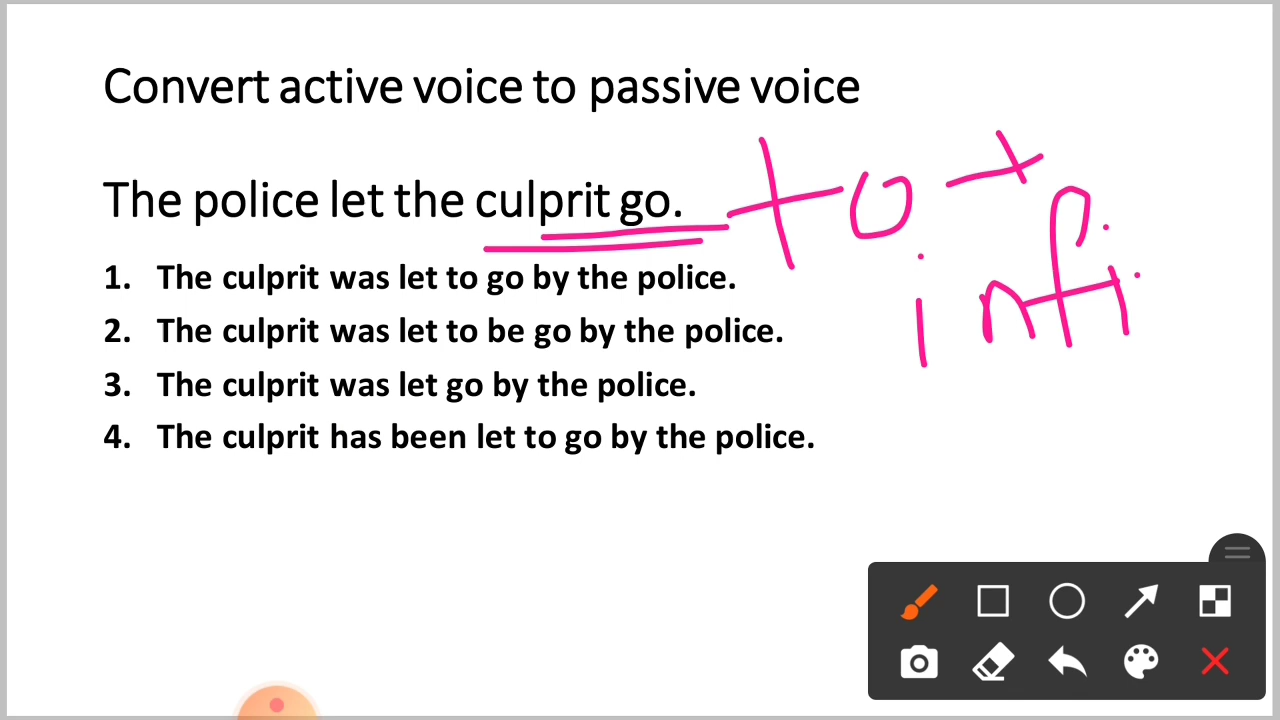 Convert active voice to passive voice
The police let the culprit go.
to +
infi
1. The culprit was let to go by the police.
2. The culprit was let to be go by the police.
3. The culprit was let go by the police.
4. The culprit has been let to go by the police.